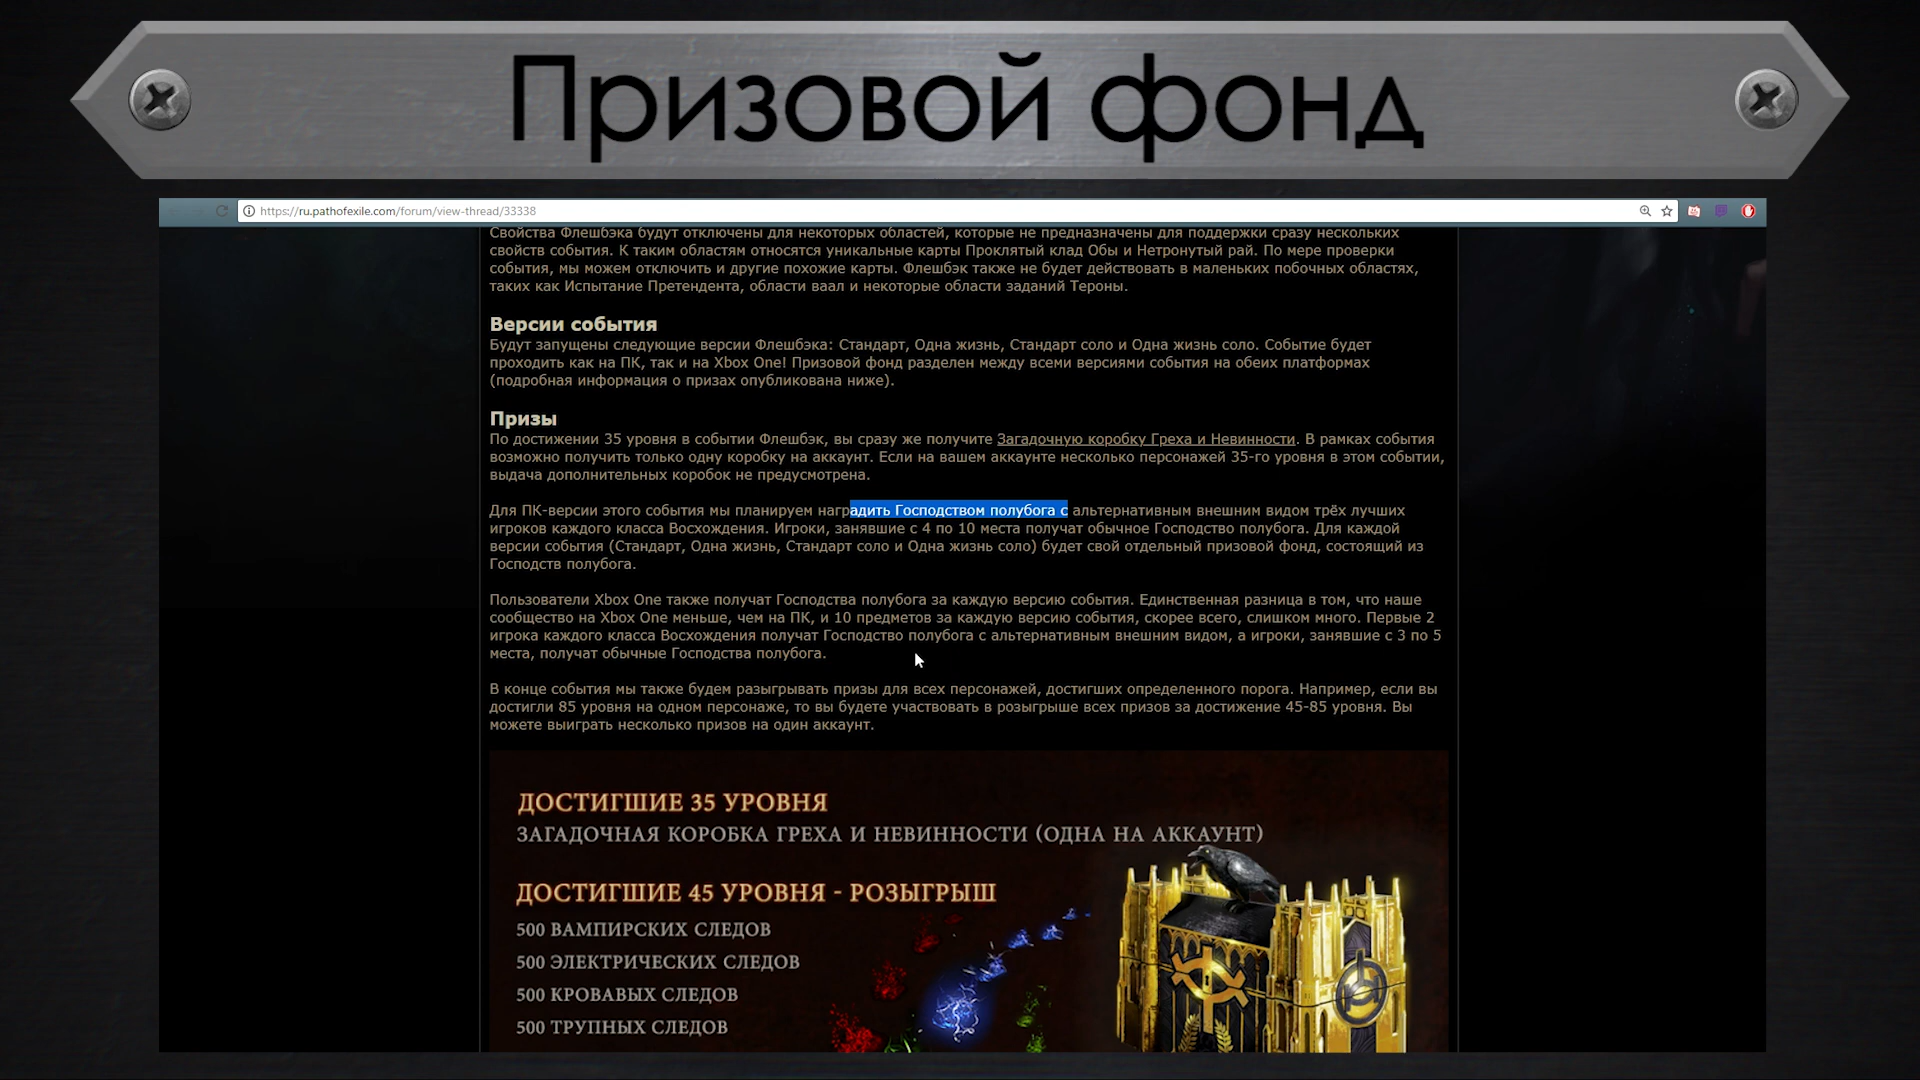 Призовой фонд
https://ru.pathofexile.com/forum/view-thread/33338
Свойства Флешбэка будут отключены для некоторых областей, которые не предназначены для поддержки сразу нескольких
свойств события. К таким областям относятся уникальные карты Проклятый клад Обы и Нетронутый рай. По мере проверки
события, мы можем отключить и другие похожие карты. Флешбэк также не будет действовать в маленьких побочных областях,
таких как Испытание Претендента, области ваал и некоторые области заданий Тероны.
Версии события
Будут запущены следующие версии Флешбэка: Стандарт, Одна жизнь, Стандарт соло и Одна жизнь соло. Событие будет
проходить как на ПК, так и на Xbox One! Призовой фонд разделен между всеми версиями события на обеих платформах
(подробная информация о призах опубликована ниже).
Призы
По достижении 35 уровня в событии Флешбэк, вы сразу же получите Загадочную коробку Греха и Невинности. В рамках события
возможно получить только одну коробку на аккаунт. Если на вашем аккаунте несколько персонажей 35-го уровня в этом событии,
выдача дополнительных коробок не предусмотрена.
Для ПК-версии этого события мы планируем наградить Господством полубога с альтернативным внешним видом трёх лучших
игроков каждого класса Восхождения. Игроки, занявшие с 4 по 10 места получат обычное Господство полубога. Для каждой
версии события (Стандарт, Одна жизнь, Стандарт соло и Одна жизнь соло) будет свой отдельный призовой фонд, состоящий из
Господств полубога.
Пользователи Xbox One также получат Господства полубога за каждую версию события. Единственная разница в том, что наше
сообщество на Xbox One меньше, чем на ПК, и 10 предметов за каждую версию события, скорее всего, слишком много. Первые 2
игрока каждого класса Восхождения получат Господство полубога с альтернативным внешним видом, а игроки, занявшие с 3 по 5
места, получат обычные Господства полубога.
В конце события мы также будем разыгрывать призы для всех персонажей, достигших определенного порога. Например, если вы
достигли 85 уровня на одном персонаже, то вы будете участвовать в розыгрыше всех призов за достижение 45-85 уровня. Вы
можете выиграть несколько призов на один аккаунт.
ДОСТИГШИЕ 35 УРОВНЯ
ЗАГАДОЧНАЯ КОРОБКА ГРЕХА И НЕВИННОСТИ (ОДНА НА АККАУНТ)
ДОСТИГШИЕ 45 УРОВНЯ - РОЗЫГРЫШ
500 ВАМПИРСКИХ СЛЕДОВ
500 ЭЛЕКТРИЧЕСКИХ СЛЕДОВ
500 КРОВАВЫХ СЛЕДОВ
500 ТРУПНЫХ СЛЕДОВ